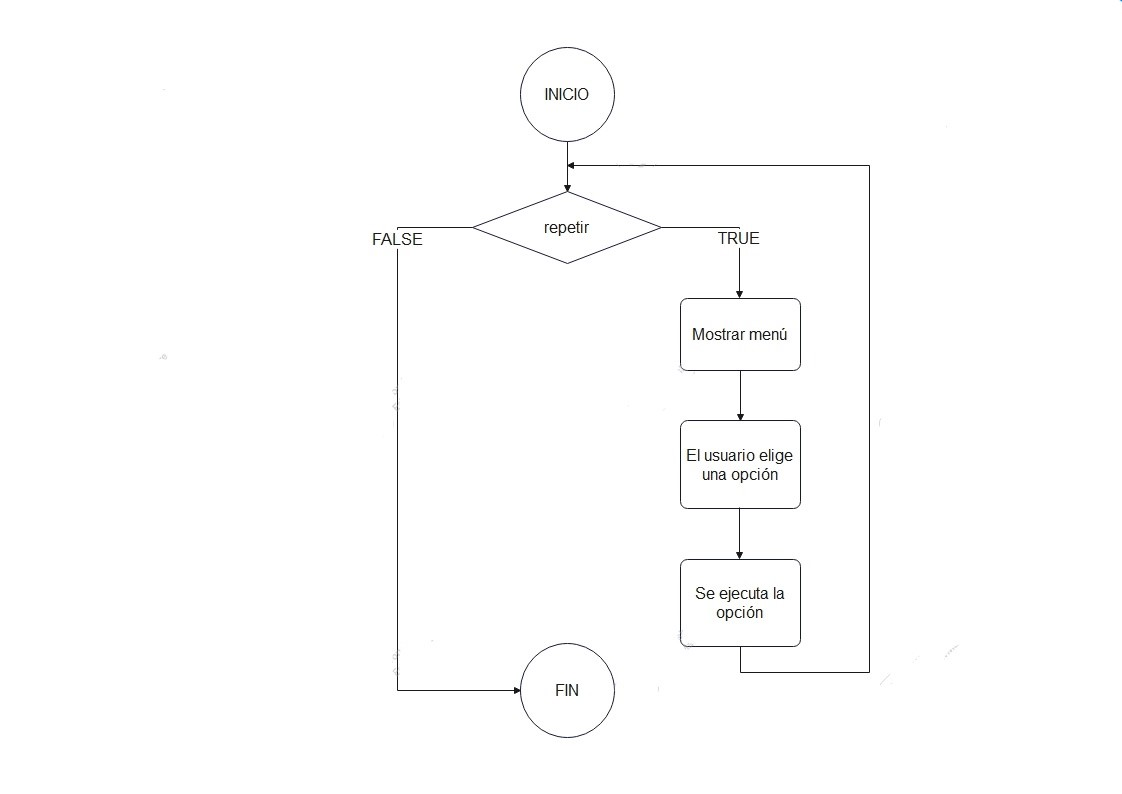 INICIO
repetir
FALSE
TRUE
Mostrar menú
El usuario elige
una opción
Se ejecuta la
opción
FIN